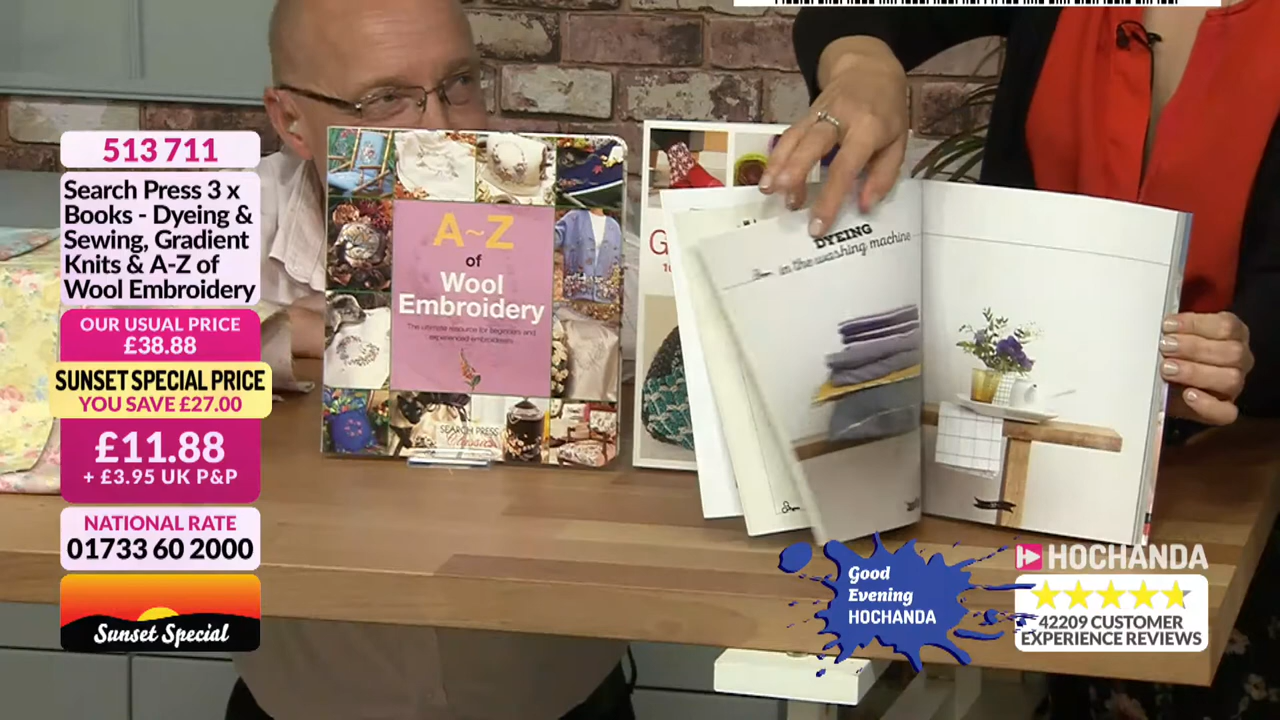 513 711
Search Press 3 x
Books - Dyeing &
Sewing, Gradient
Knits & A-Z of
Wool Embroidery
OUR USUAL PRICE
£38.88
SUNSET SPECIAL PRICE
YOU SAVE £27.00
£11.88
+ £3.95 UK P&P
NATIONAL RATE
01733 60 2000
Sunset Special
A~Z
of
Wool
Embroidery
The ultimate resource for beginners and
experienced embroiderers
SEARCH PRESS
Classics
G
DYEING
in the washing machine
Good
Evening
HOCHANDA
HOCHANDA
42209 CUSTOMER
EXPERIENCE REVIEWS